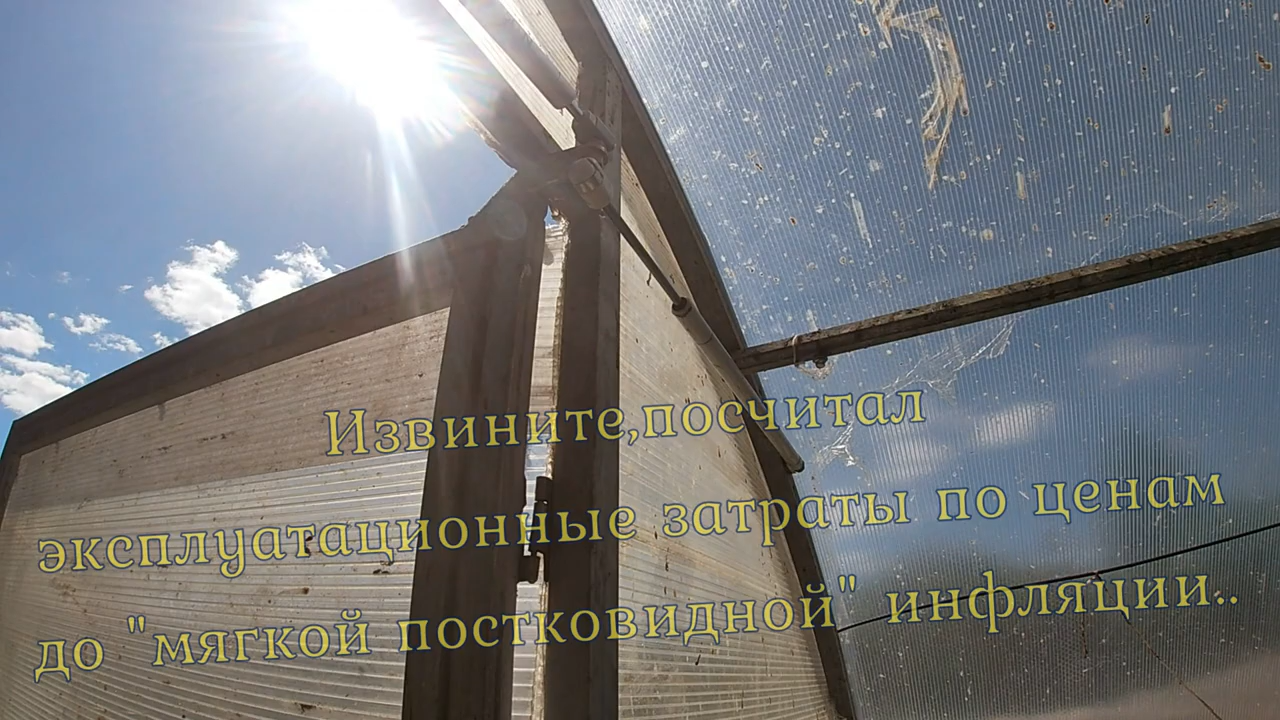 Извините,посчитал
эксплуатационные затраты по ценам
до "мягкой постковидной" инфляции..